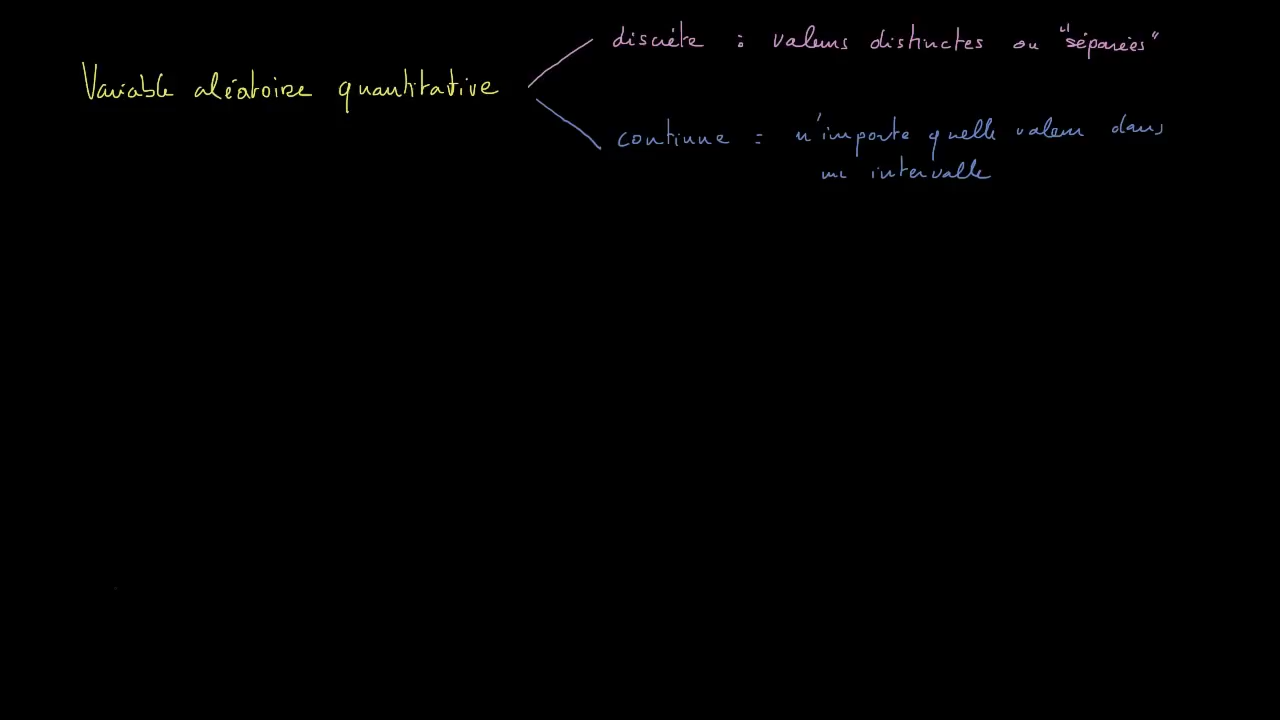 Variable aléatoire quantitative
discrète : valeurs distinctes ou "séparées"
continue : n'importe quelle valeur dans
un intervalle